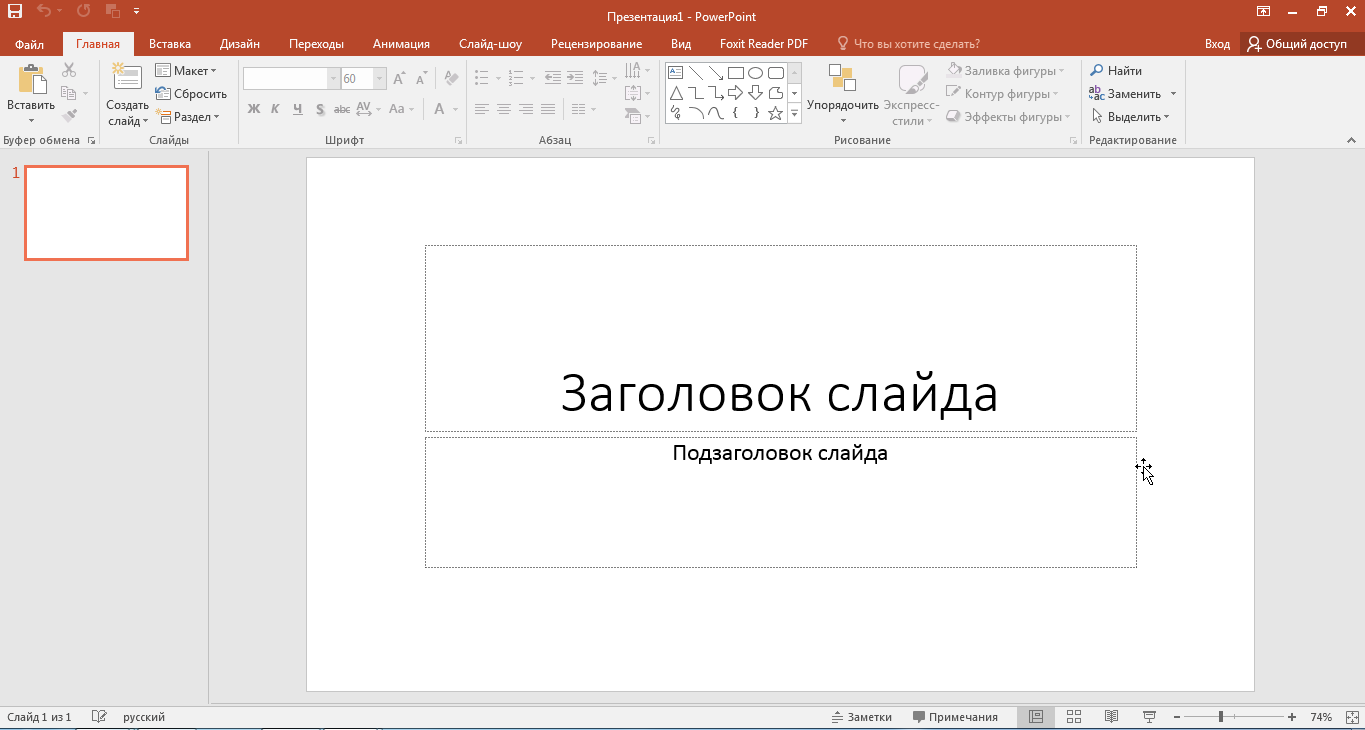 Презентация1 - PowerPoint
Файл Главная Вставка Дизайн Переходы Анимация Слайд-шоу Рецензирование Вид Foxit Reader PDF Что вы хотите сделать? Вход Общий доступ
Вставить
Создать слайд
Макет
Сбросить
Раздел
60
Ж К Ч S abc AV Aa А
Упорядочить
Экспресс-стили
Заливка фигуры
Контур фигуры
Эффекты фигуры
Найти
Заменить
Выделить
Буфер обмена Слайды Шрифт Абзац Рисование Редактирование
1
Заголовок слайда
Подзаголовок слайда
Слайд 1 из 1 русский Заметки Примечания 74%